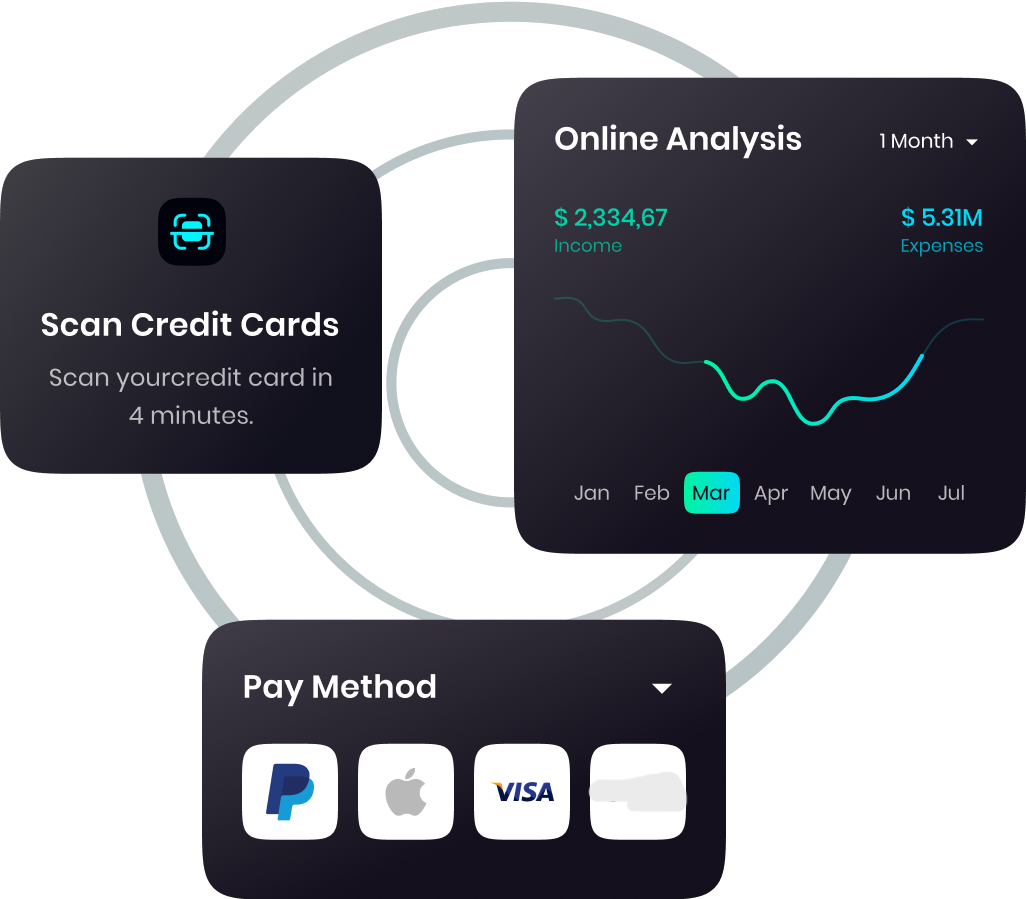 Online Analysis
1 Month
$ 2,334,67
$ 5.31M
Income
Expenses
Jan Feb Mar Apr May Jun Jul
Scan Credit Cards
Scan yourcredit card in
4 minutes.
Pay Method
VISA